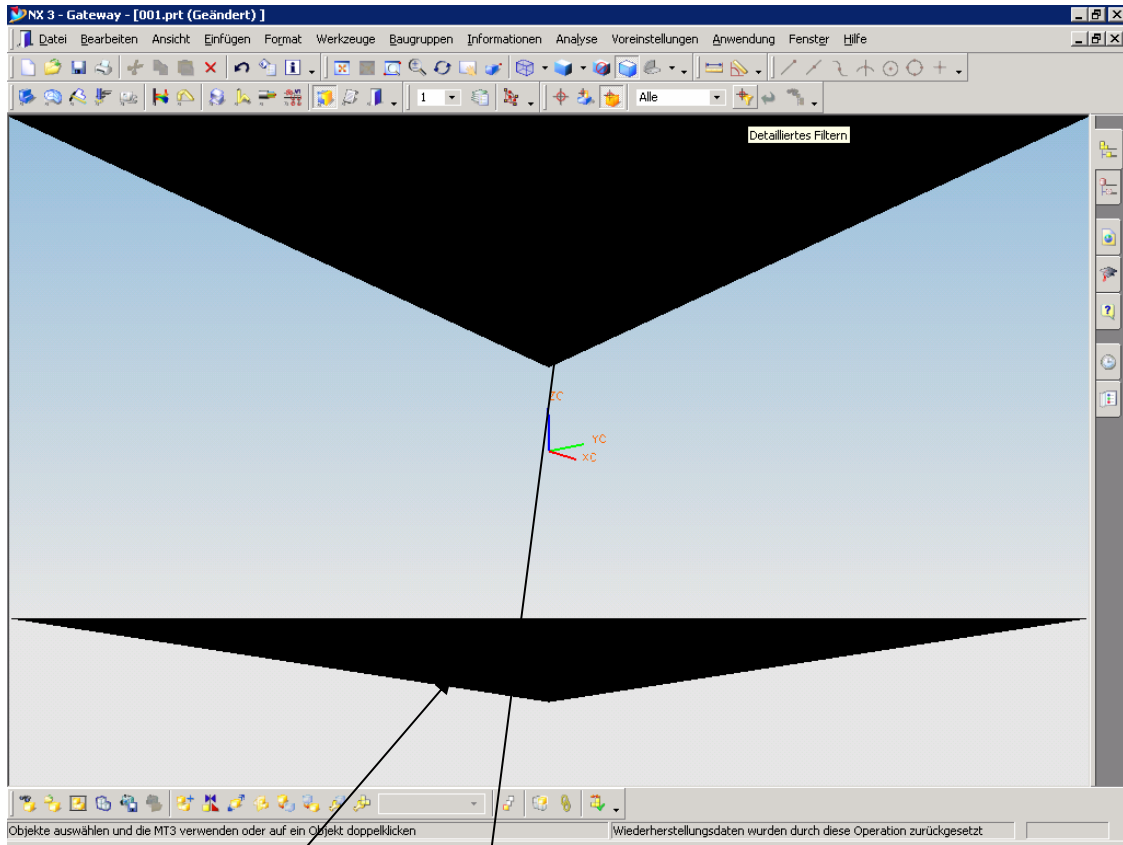 NX 3 - Gateway - [001.prt (Geändert) ]
Datei Bearbeiten Ansicht Einfügen Format Werkzeuge Baugruppen Informationen Analyse Voreinstellungen Anwendung Fenster Hilfe
1 Alle
Detailliertes Filtern
ZC
YC
XC
Objekte auswählen und die MT3 verwenden oder auf ein Objekt doppelklicken Wiederherstellungsdaten wurden durch diese Operation zurückgesetzt